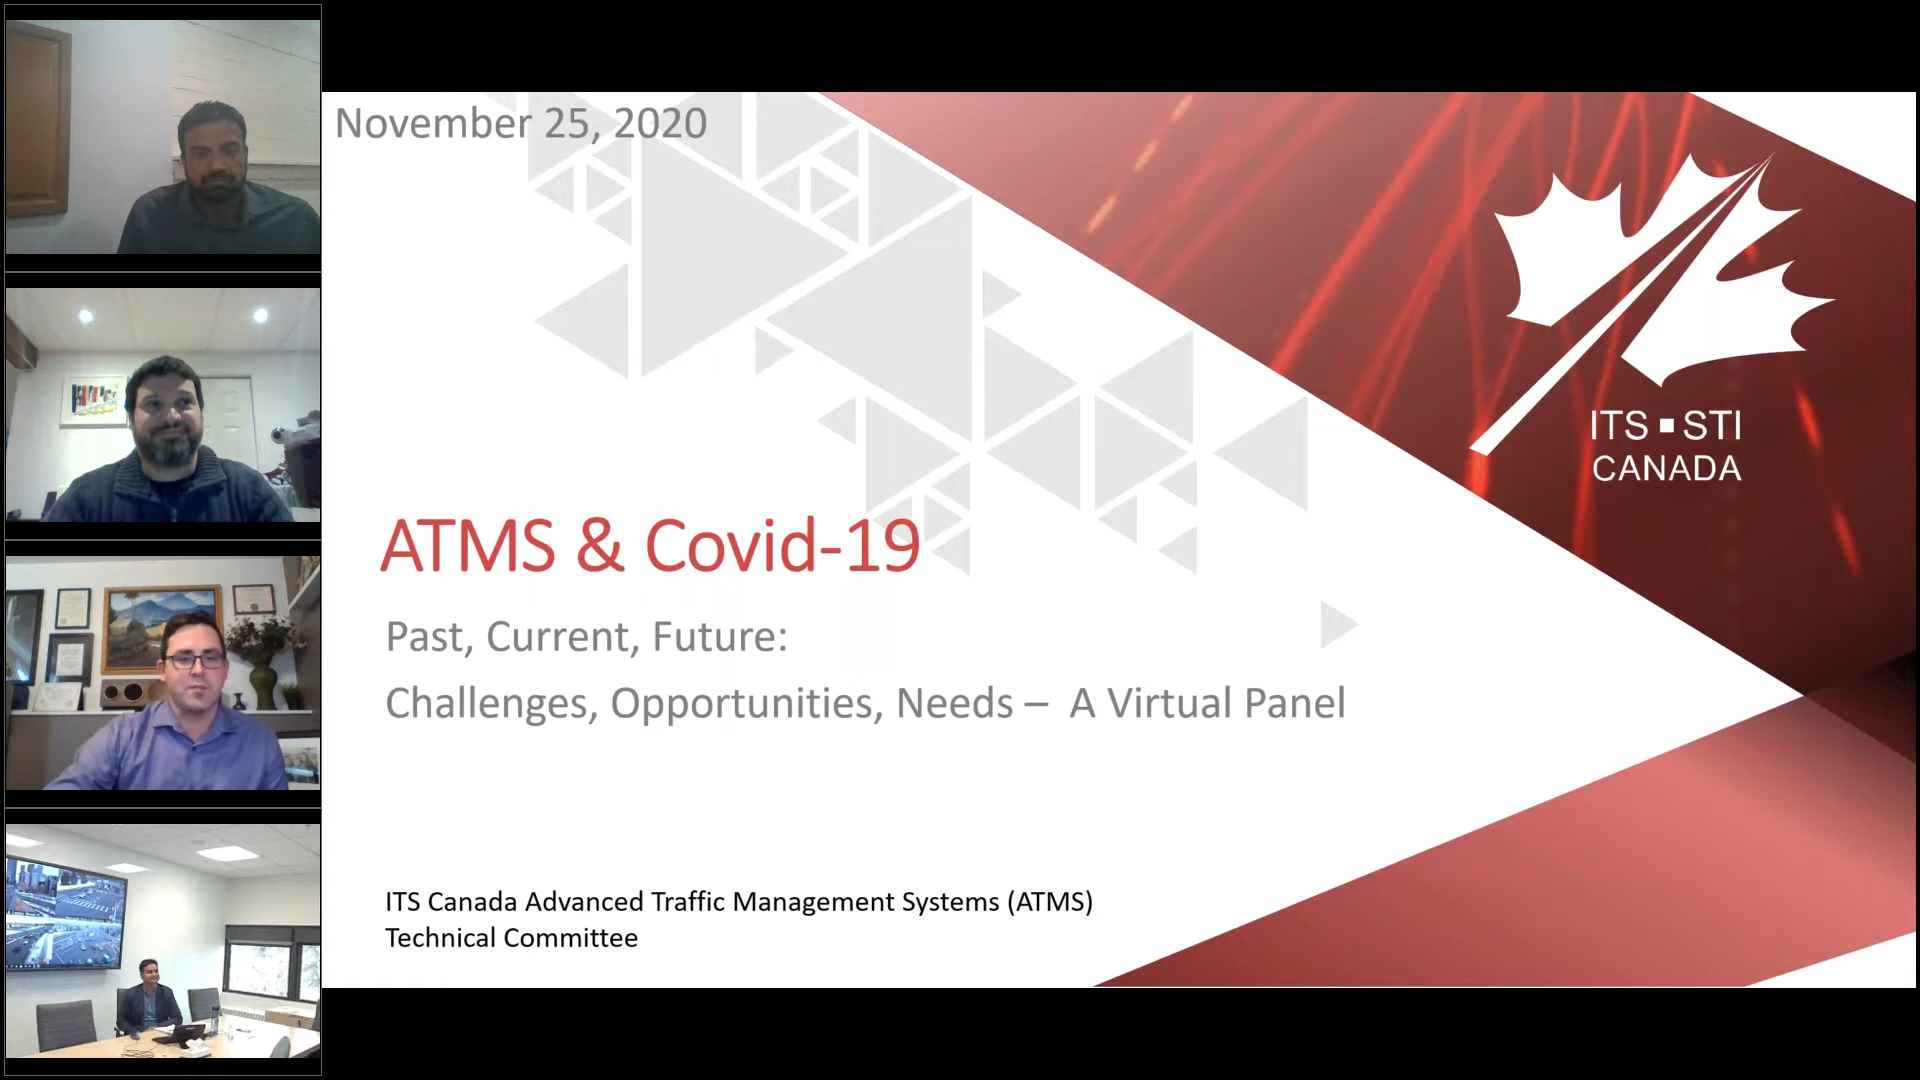 November 25, 2020
ITS ▪ STI
CANADA
ATMS & Covid-19
Past, Current, Future:
Challenges, Opportunities, Needs – A Virtual Panel
ITS Canada Advanced Traffic Management Systems (ATMS)
Technical Committee